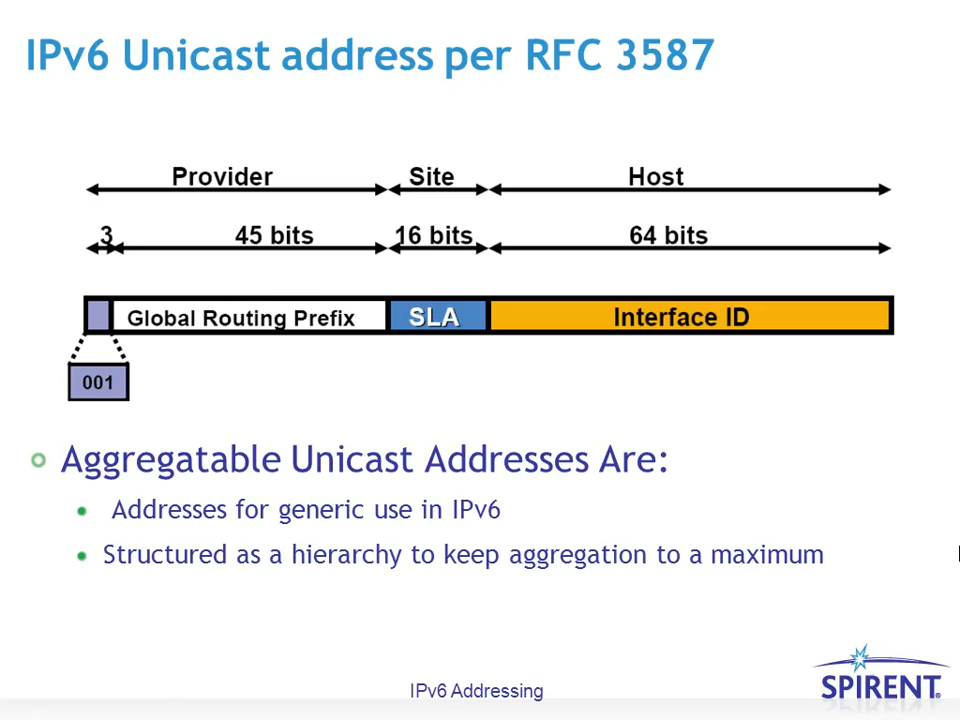 IPv6 Unicast address per RFC 3587
Provider Site Host
3 45 bits 16 bits 64 bits
Global Routing Prefix SLA Interface ID
001
Aggregatable Unicast Addresses Are:
Addresses for generic use in IPv6
Structured as a hierarchy to keep aggregation to a maximum
IPv6 Addressing
SPIRENT®